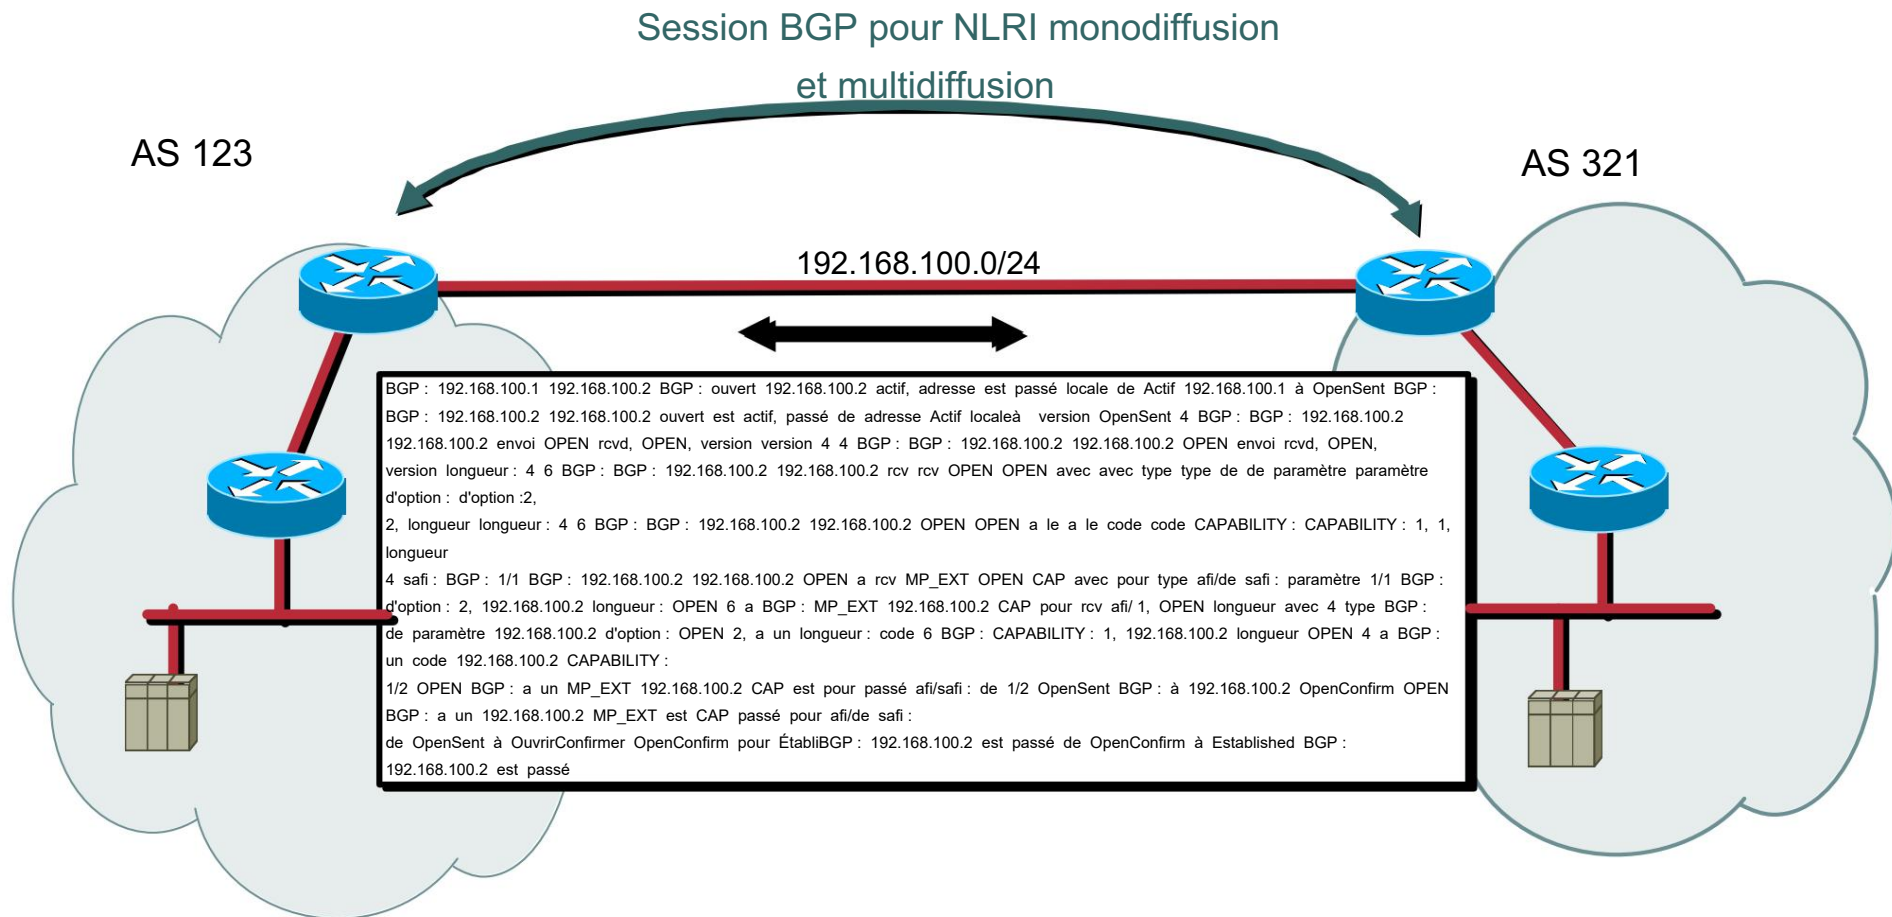 Session BGP pour NLRI monodiffusion
et multidiffusion
AS 123
AS 321
192.168.100.0/24
BGP : 192.168.100.1 192.168.100.2 BGP : ouvert 192.168.100.2 actif, adresse est passé locale de Actif 192.168.100.1 à OpenSent BGP :
BGP : 192.168.100.2 192.168.100.2 ouvert est actif, passé de adresse Actif localeà version OpenSent 4 BGP : BGP : 192.168.100.2
192.168.100.2 envoi OPEN rcvd, OPEN, version version 4 4 BGP : BGP : 192.168.100.2 192.168.100.2 OPEN envoi rcvd, OPEN,
version longueur : 4 6 BGP : BGP : 192.168.100.2 192.168.100.2 rcv rcv OPEN OPEN avec avec type type de de paramètre paramètre
d'option : d'option :2,
2, longueur longueur : 4 6 BGP : BGP : 192.168.100.2 192.168.100.2 OPEN OPEN a le a le code code CAPABILITY : CAPABILITY : 1, 1,
longueur
4 safi : BGP : 1/1 BGP : 192.168.100.2 192.168.100.2 OPEN a rcv MP_EXT OPEN CAP avec pour type afi/de safi : paramètre 1/1 BGP :
d'option : 2, 192.168.100.2 longueur : OPEN 6 a BGP : MP_EXT 192.168.100.2 CAP pour rcv afi/ 1, OPEN longueur avec 4 type BGP :
de paramètre 192.168.100.2 d'option : OPEN 2, a un longueur : code 6 BGP : CAPABILITY : 1, 192.168.100.2 longueur OPEN 4 a BGP :
un code 192.168.100.2 CAPABILITY :
1/2 OPEN BGP : a un MP_EXT 192.168.100.2 CAP est pour passé afi/safi : de 1/2 OpenSent BGP : à 192.168.100.2 OpenConfirm OPEN
BGP : a un 192.168.100.2 MP_EXT est CAP passé pour afi/de safi :
de OpenSent à OuvrirConfirmer OpenConfirm pour ÉtabliBGP : 192.168.100.2 est passé de OpenConfirm à Established BGP :
192.168.100.2 est passé